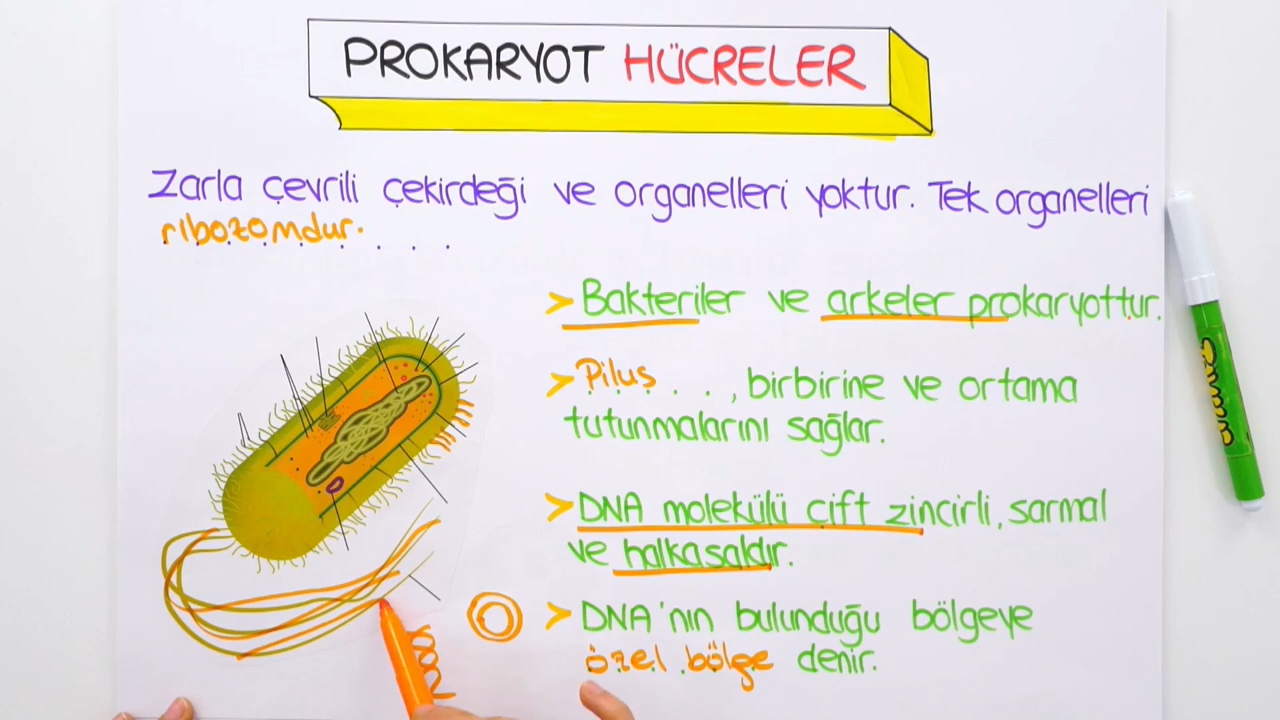 PROKARYOT HÜCRELER
Zarla çevrili çekirdeği ve organelleri yoktur. Tek organelleri
ribozomdur. . . .
> Bakteriler ve arkeler prokaryottur.
> Piluş . . , birbirine ve ortama
tutunmalarını sağlar.
> DNA molekülü çift zincirli, sarmal
ve halkasaldır.
> DNA'nın bulunduğu bölgeye
özel bölge denir.